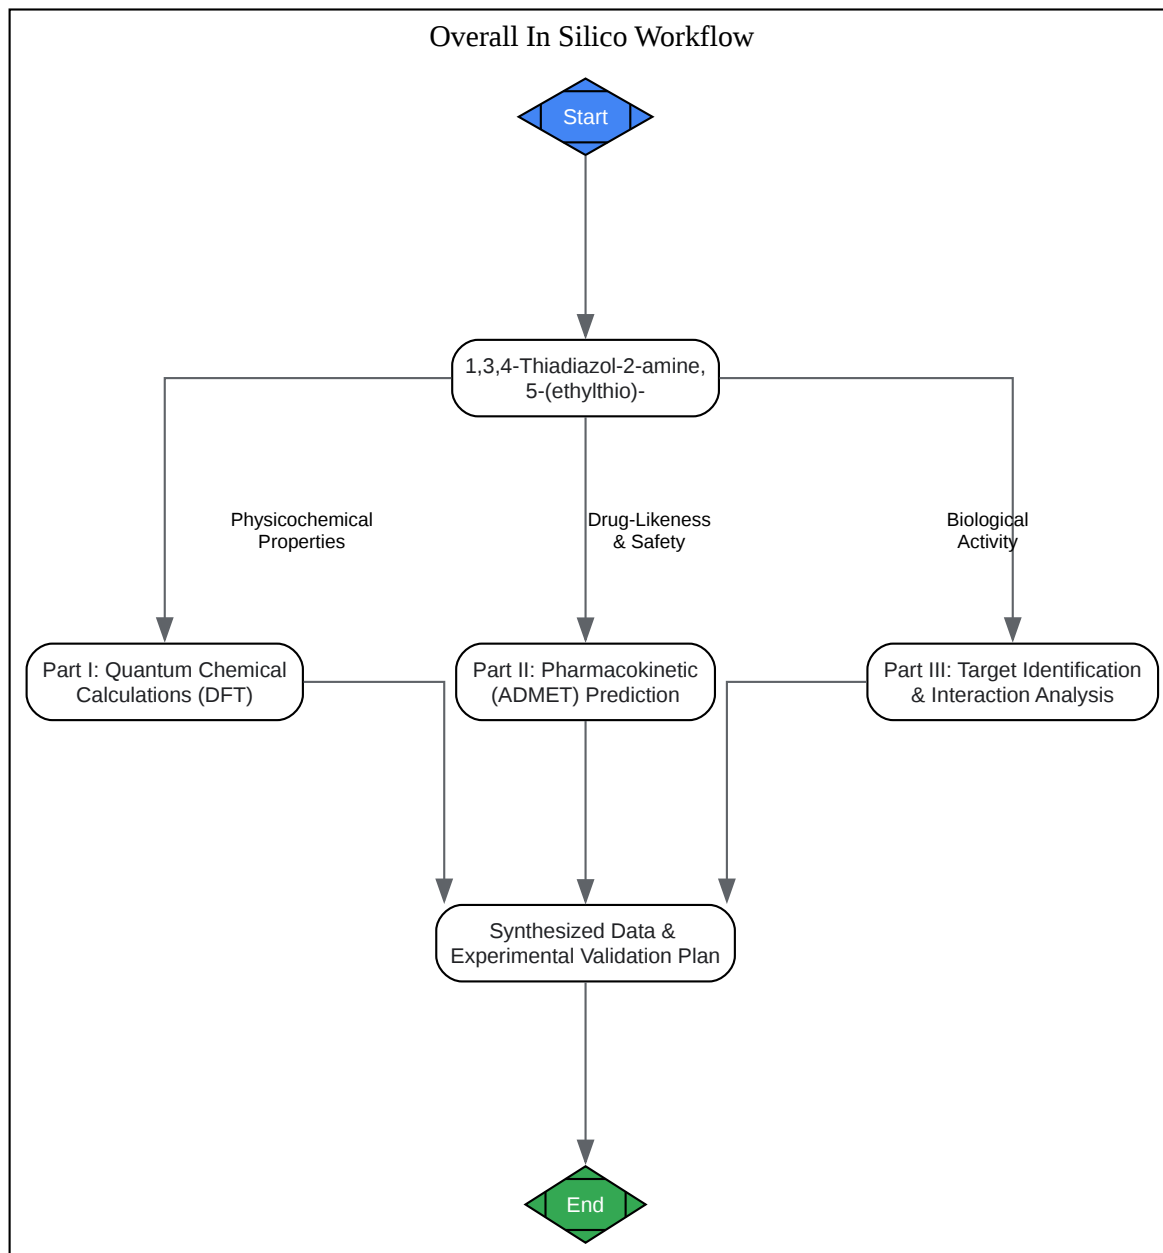 Overall In Silico Workflow
Start
1,3,4-Thiadiazol-2-amine,
5-(ethylthio)-
Physicochemical
Properties
Drug-Likeness
& Safety
Biological
Activity
Part I: Quantum Chemical
Calculations (DFT)
Part II: Pharmacokinetic
(ADMET) Prediction
Part III: Target Identification
& Interaction Analysis
Synthesized Data &
Experimental Validation Plan
End